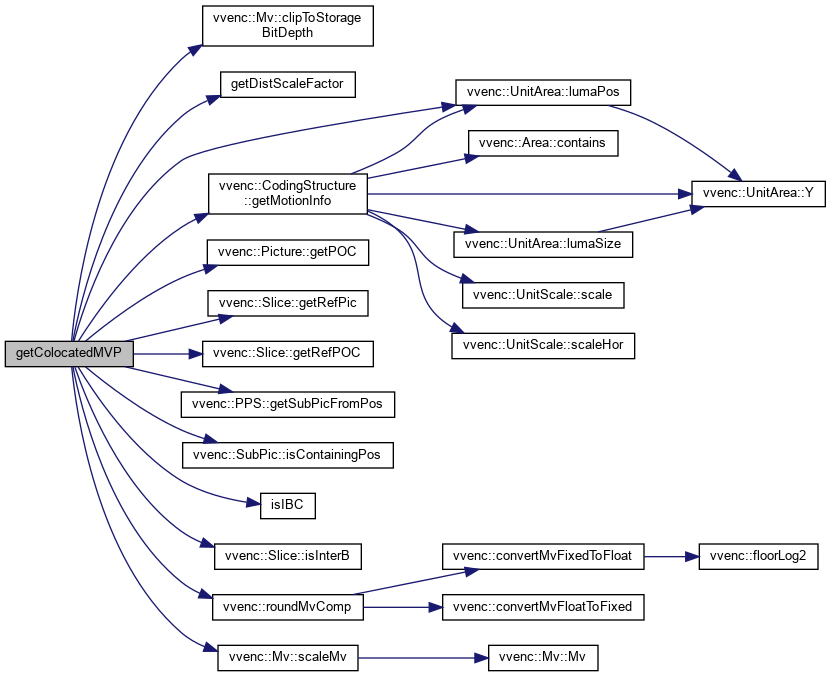 getColocatedMVP
vvenc::Mv::clipToStorage
BitDepth
getDistScaleFactor
vvenc::CodingStructure
::getMotionInfo
vvenc::Picture::getPOC
vvenc::Slice::getRefPic
vvenc::Slice::getRefPOC
vvenc::PPS::getSubPicFromPos
vvenc::SubPic::isContainingPos
isIBC
vvenc::Slice::isInterB
vvenc::roundMvComp
vvenc::Mv::scaleMv
vvenc::UnitArea::lumaPos
vvenc::Area::contains
vvenc::UnitArea::lumaSize
vvenc::UnitScale::scale
vvenc::UnitScale::scaleHor
vvenc::convertMvFixedToFloat
vvenc::convertMvFloatToFixed
vvenc::Mv::Mv
vvenc::UnitArea::Y
vvenc::floorLog2